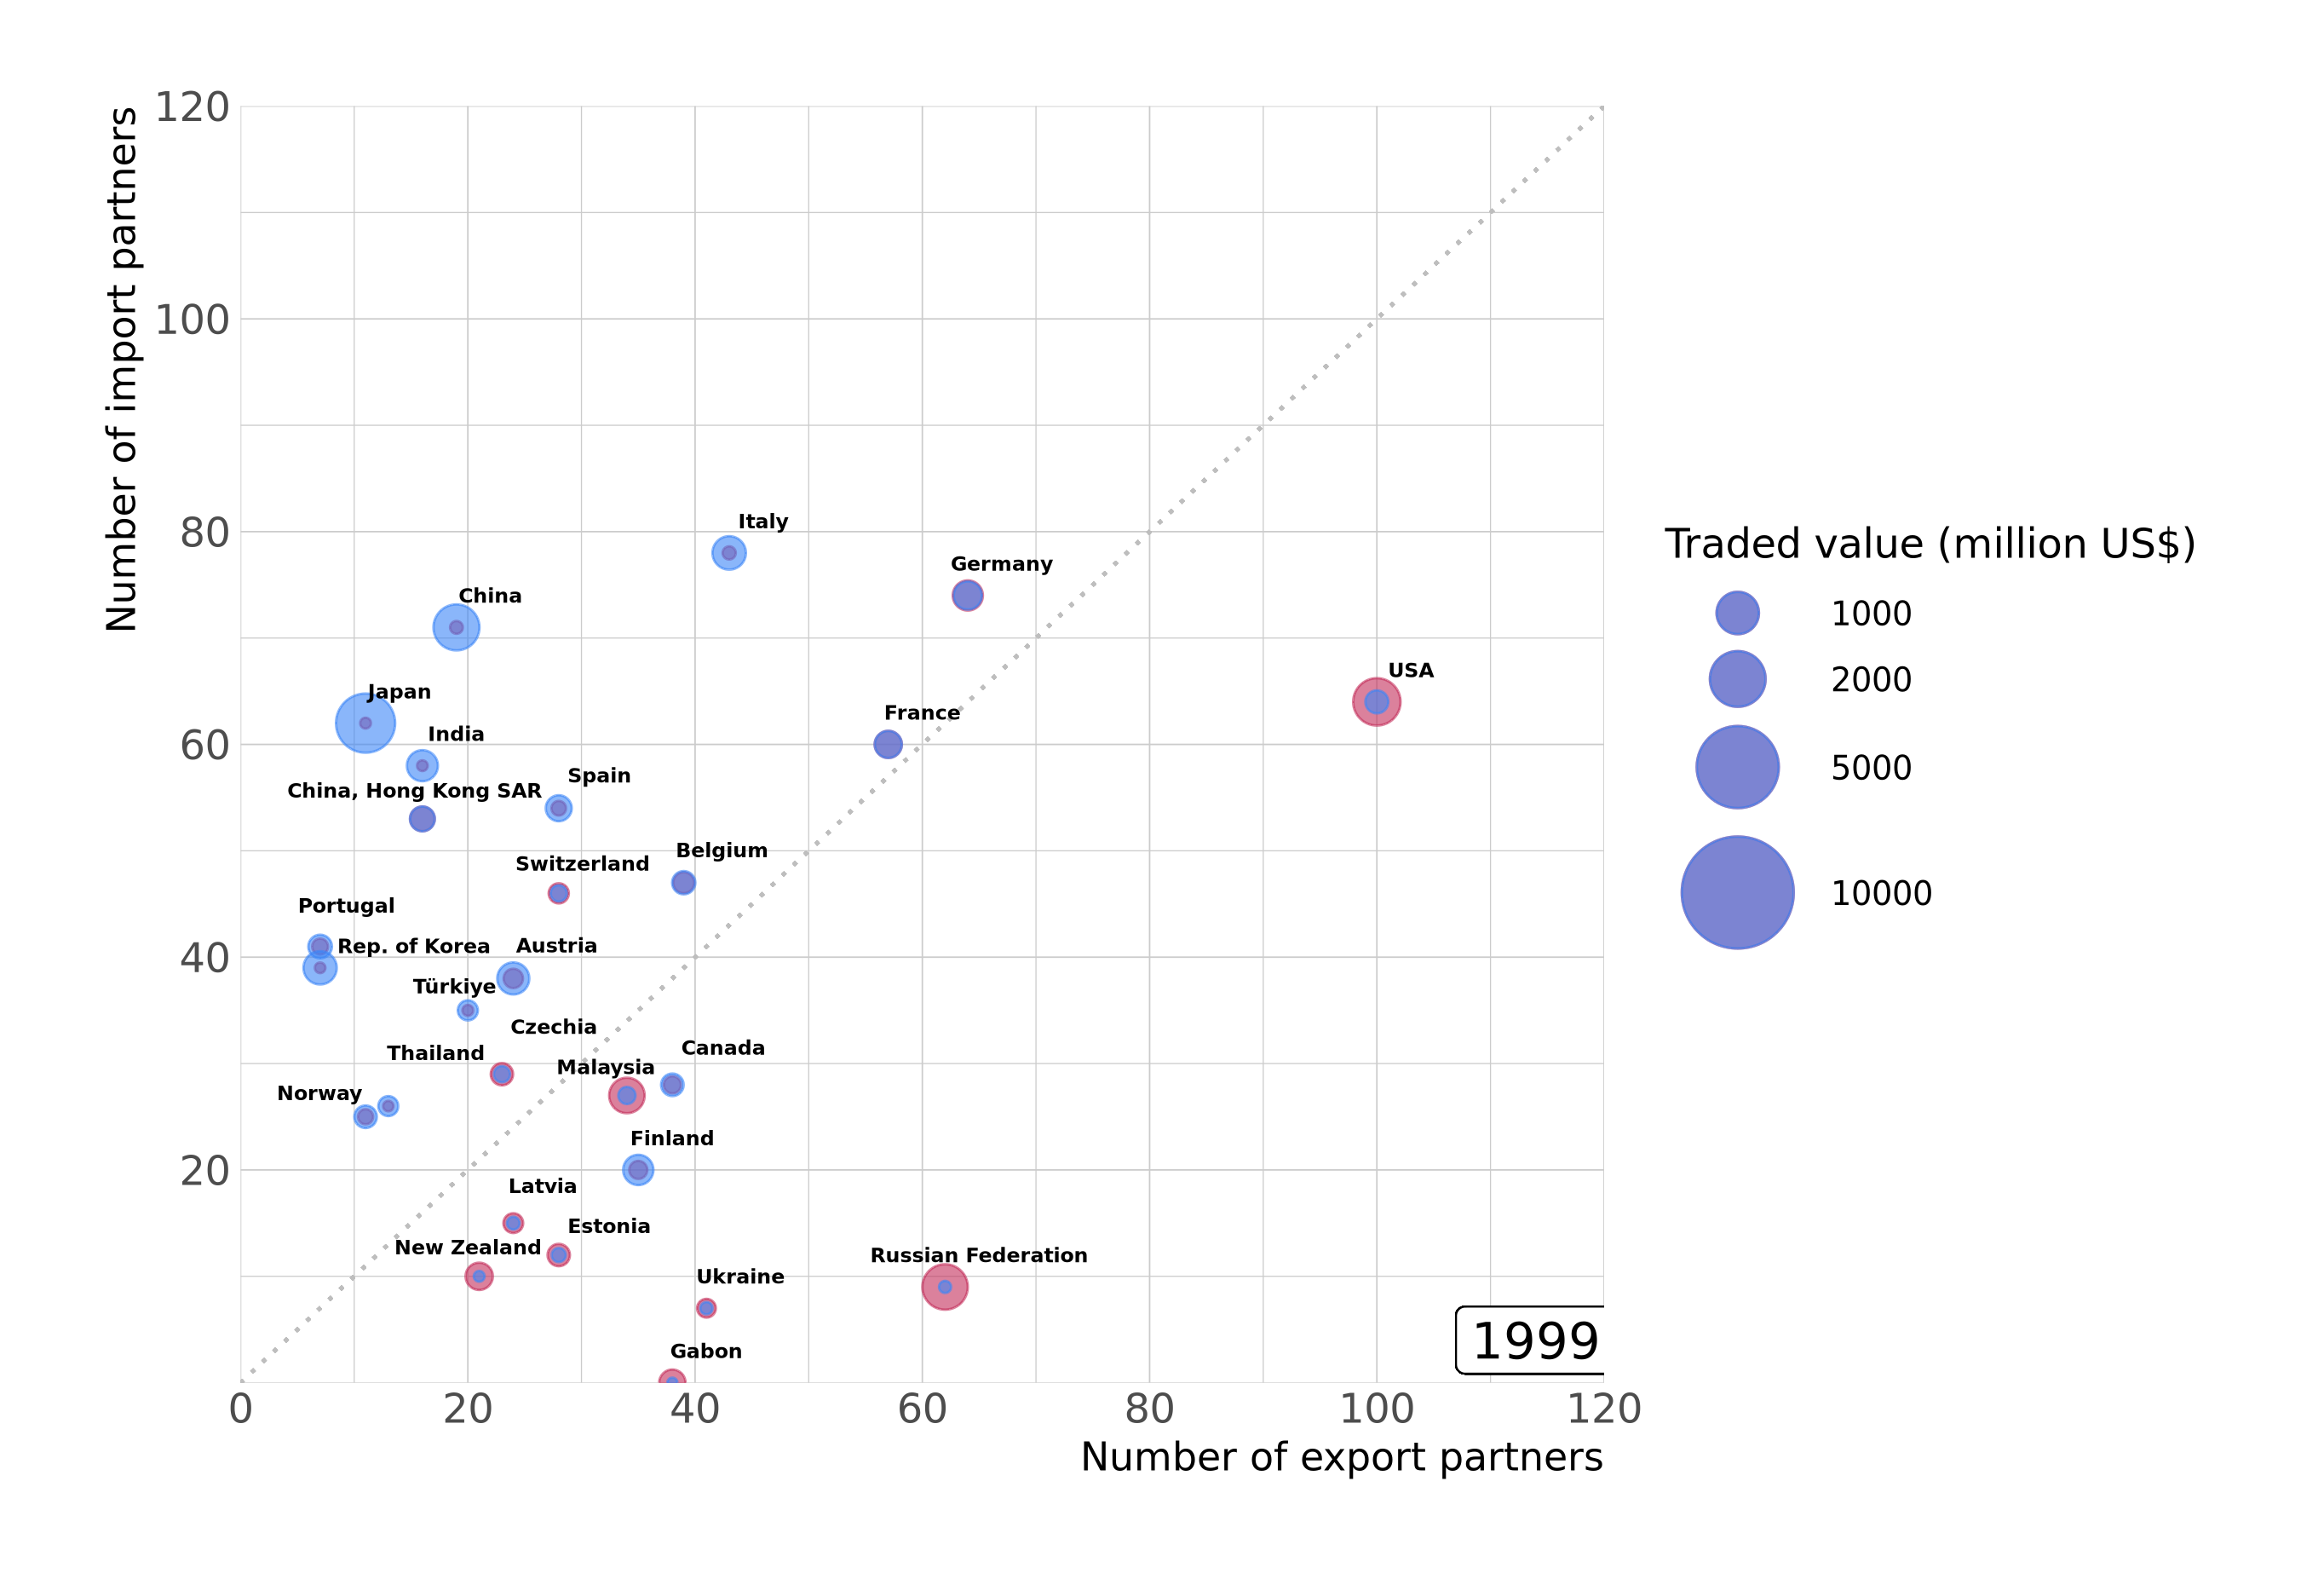 Number of import partners
120
100
80
60
40
20
Italy
Germany
China
USA
Japan
France
India
Spain
China, Hong Kong SAR
Belgium
Switzerland
Portugal
Rep. of Korea
Austria
Türkiye
Czechia
Canada
Thailand
Malaysia
Norway
Finland
Latvia
Estonia
New Zealand
Russian Federation
Ukraine
Gabon
1999
0 20 40 60 80 100 120
Number of export partners
Traded value (million US$)
1000
2000
5000
10000